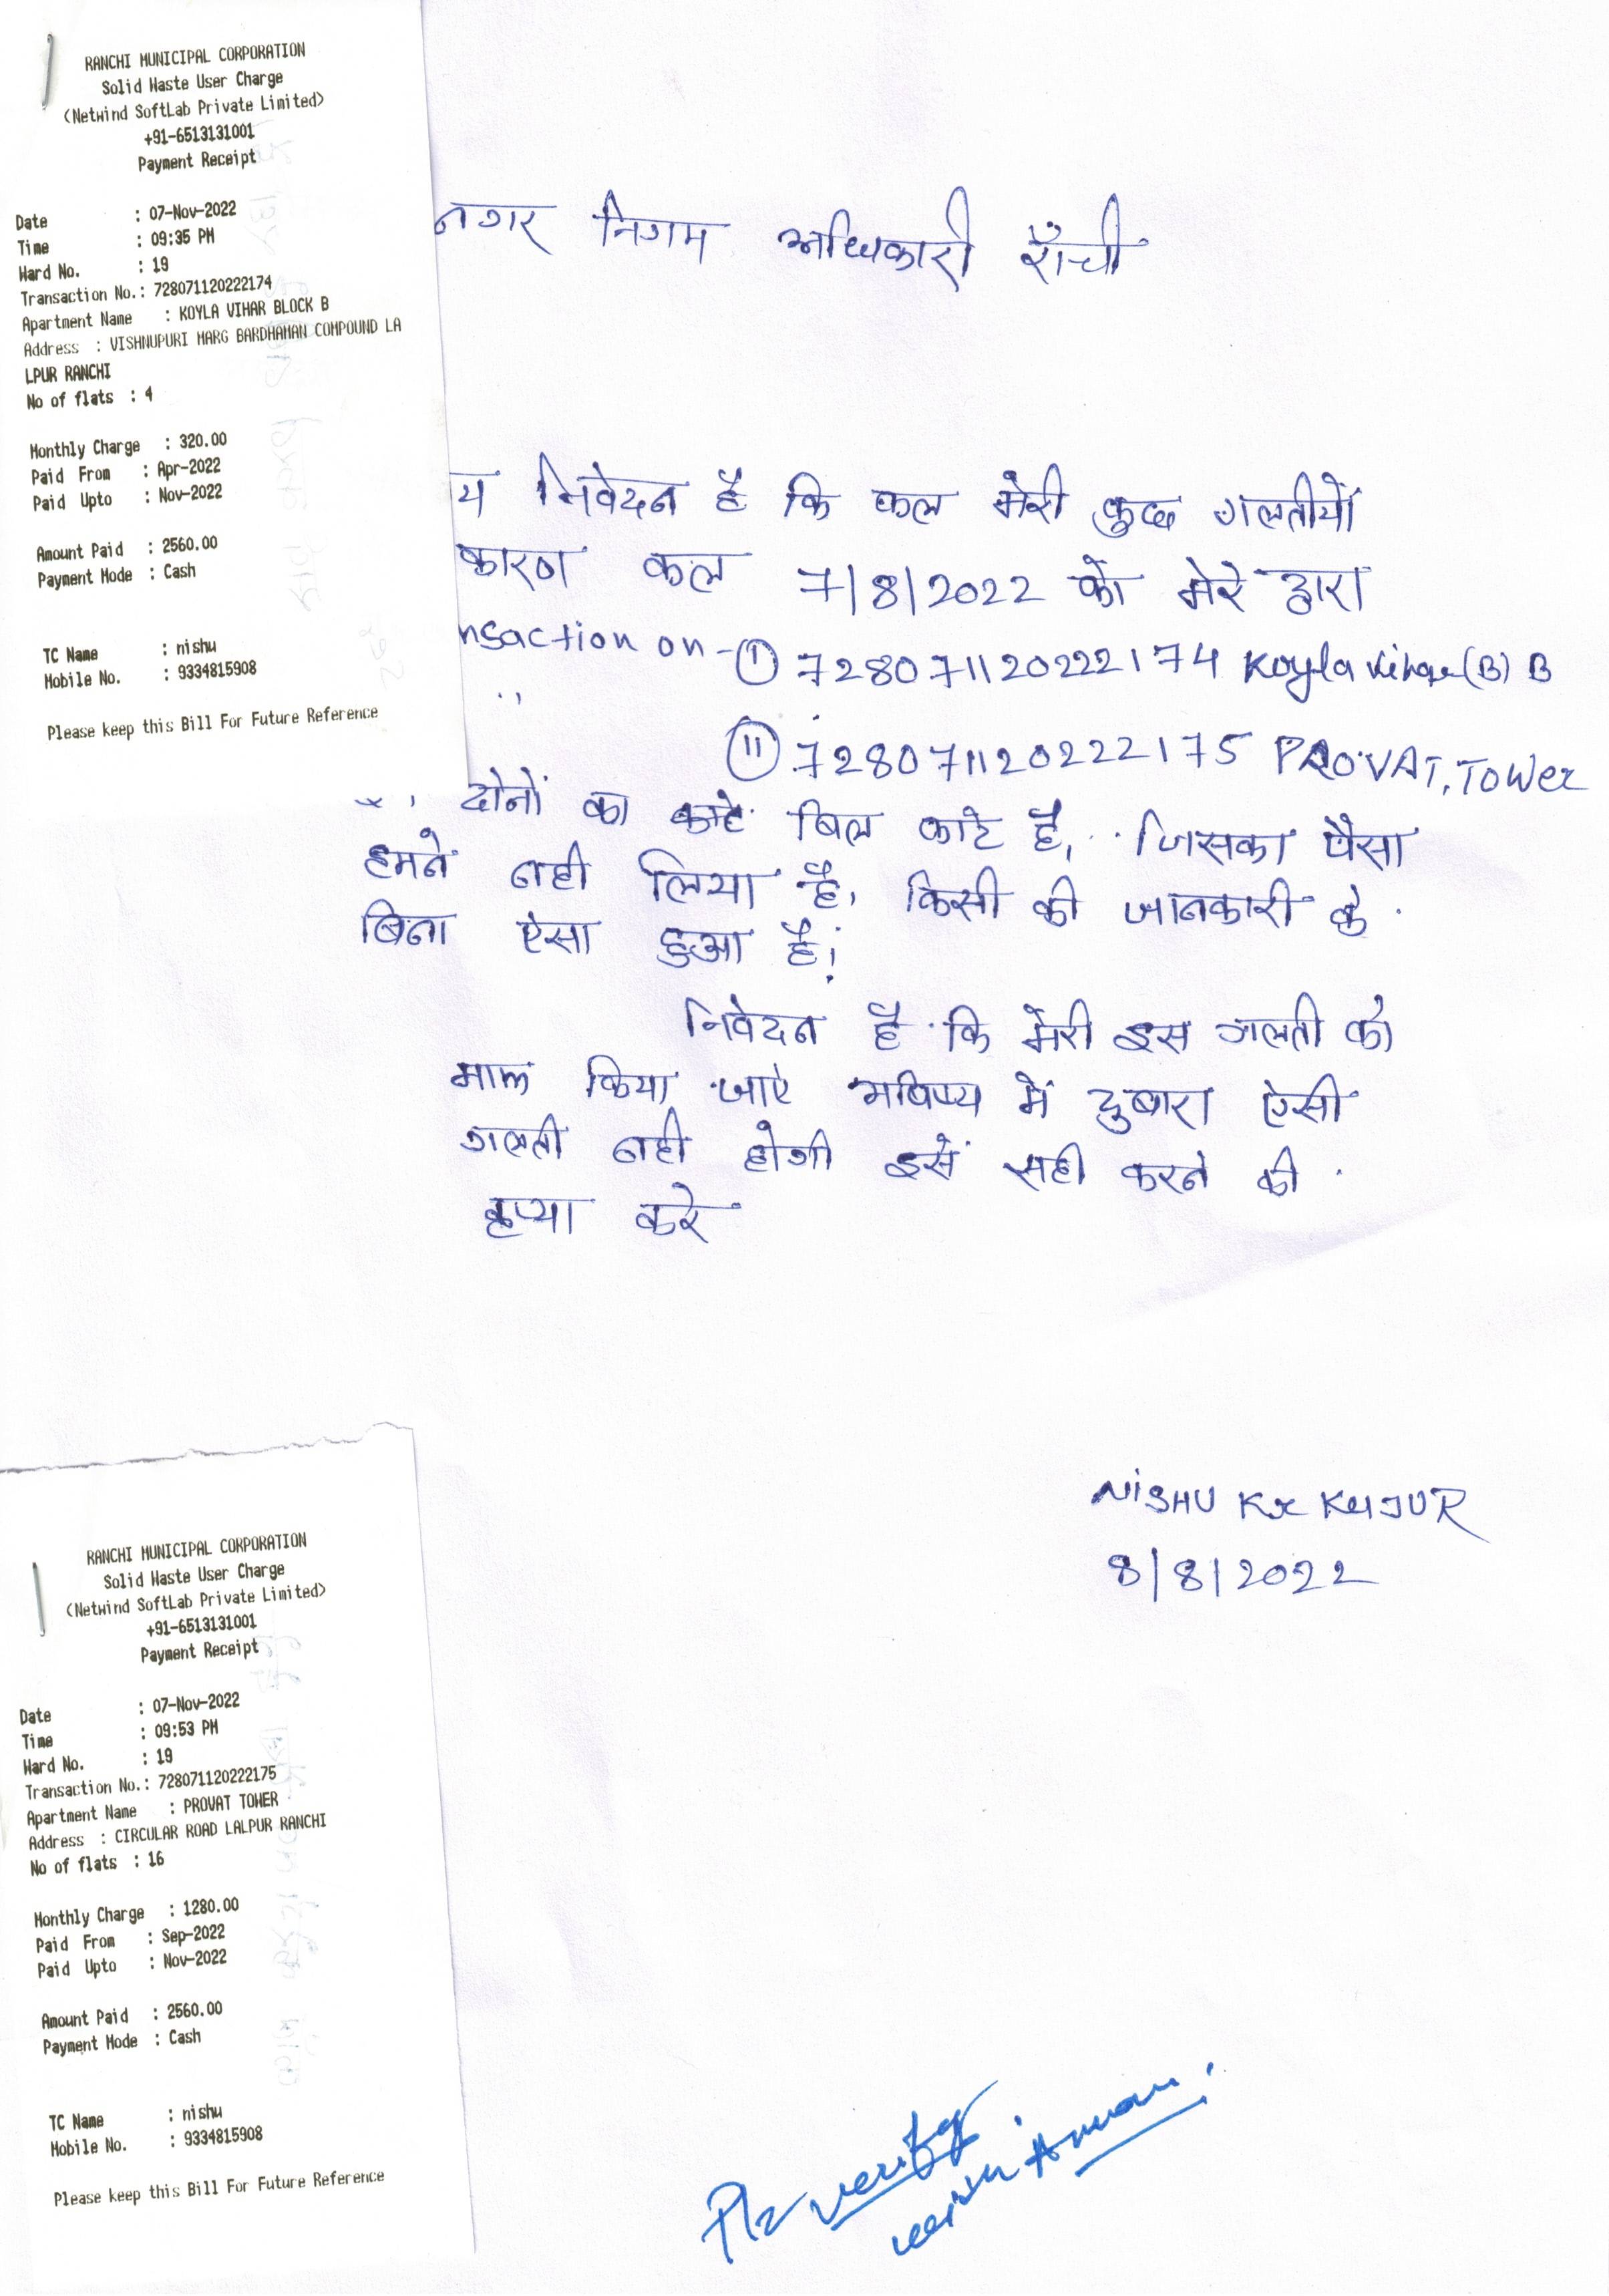 RANCHI MUNICIPAL CORPORATION
Solid Waste User Charge
(Netwind SoftLab Private Limited)
+91-6513131001
Payment Receipt
Date : 07-Nov-2022
Time : 09:35 PM
Ward No. : 19
Transaction No.: 728071120222174
Apartment Name : KOYLA VIHAR BLOCK B
Address : VISHNUPURI MARG BARDHAMAN COMPOUND LA
LPUR RANCHI
No of flats : 4
Monthly Charge : 320.00
Paid From : Apr-2022
Paid Upto : Nov-2022
Amount Paid : 2560.00
Payment Mode : Cash
TC Name : nishu
Mobile No. : 9334815908
Please keep this Bill For Future Reference
नगर निगम अधिकारी राँची
य निवेदन है कि कल मेरी कुछ गलतीयों
कारण कल 7/8/2022 को मेरे द्वारा
nsaction on - (I) 728071120222174 Koyla Vihar (B) B
(II) 728071120222175 PROVAT, TOWER
दोनों का काटे बिल काटे है, जिसका पैसा
हमने नही लिया है, किसी की जानकारी के
बिना ऐसा हुआ है।
निवेदन है कि मेरी इस गलती को
माफ किया जाए भविष्य में दुबारा ऐसी
गलती नही होगी इसे सही करने की
कृप्या करे
NISHU Kr KUJUR
8/8/2022
RANCHI MUNICIPAL CORPORATION
Solid Waste User Charge
(Netwind SoftLab Private Limited)
+91-6513131001
Payment Receipt
Date : 07-Nov-2022
Time : 09:53 PM
Ward No. : 19
Transaction No.: 728071120222175
Apartment Name : PROVAT TOWER
Address : CIRCULAR ROAD LALPUR RANCHI
No of flats : 16
Monthly Charge : 1280.00
Paid From : Sep-2022
Paid Upto : Nov-2022
Amount Paid : 2560.00
Payment Mode : Cash
TC Name : nishu
Mobile No. : 9334815908
Please keep this Bill For Future Reference
Plz verify